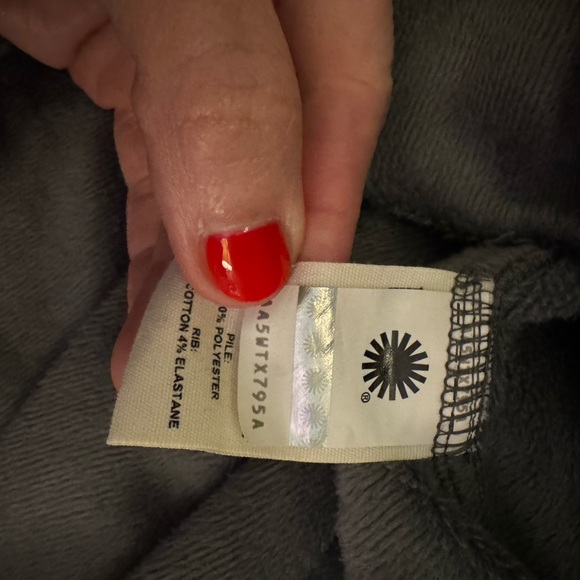 PILE:
0% POLYESTER
RIB:
COTTON 4% ELASTANE
A5WTX795A
®